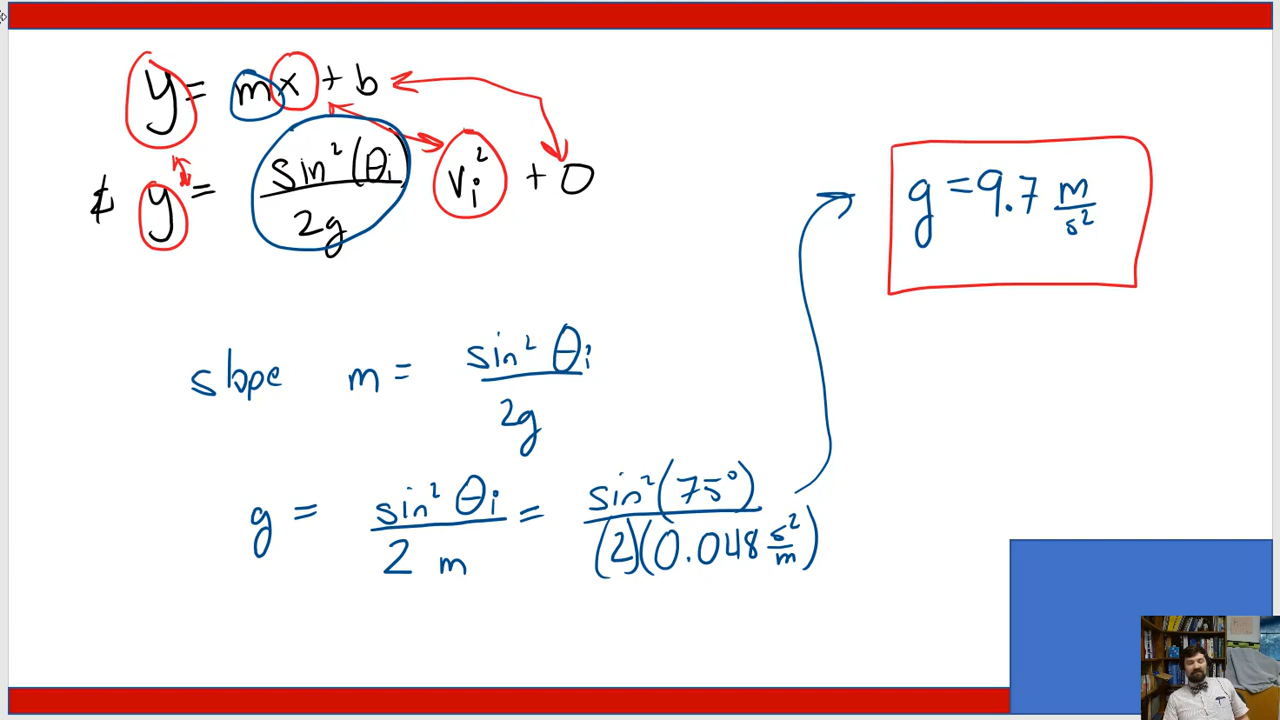 y = mx + b
& y = sin²(θi / 2g vi² + 0
slope m = sin² θi / 2g
g = sin² θi / 2 m = sin²(75°) / (2)(0.048 s²/m)
g = 9.7 m/s²